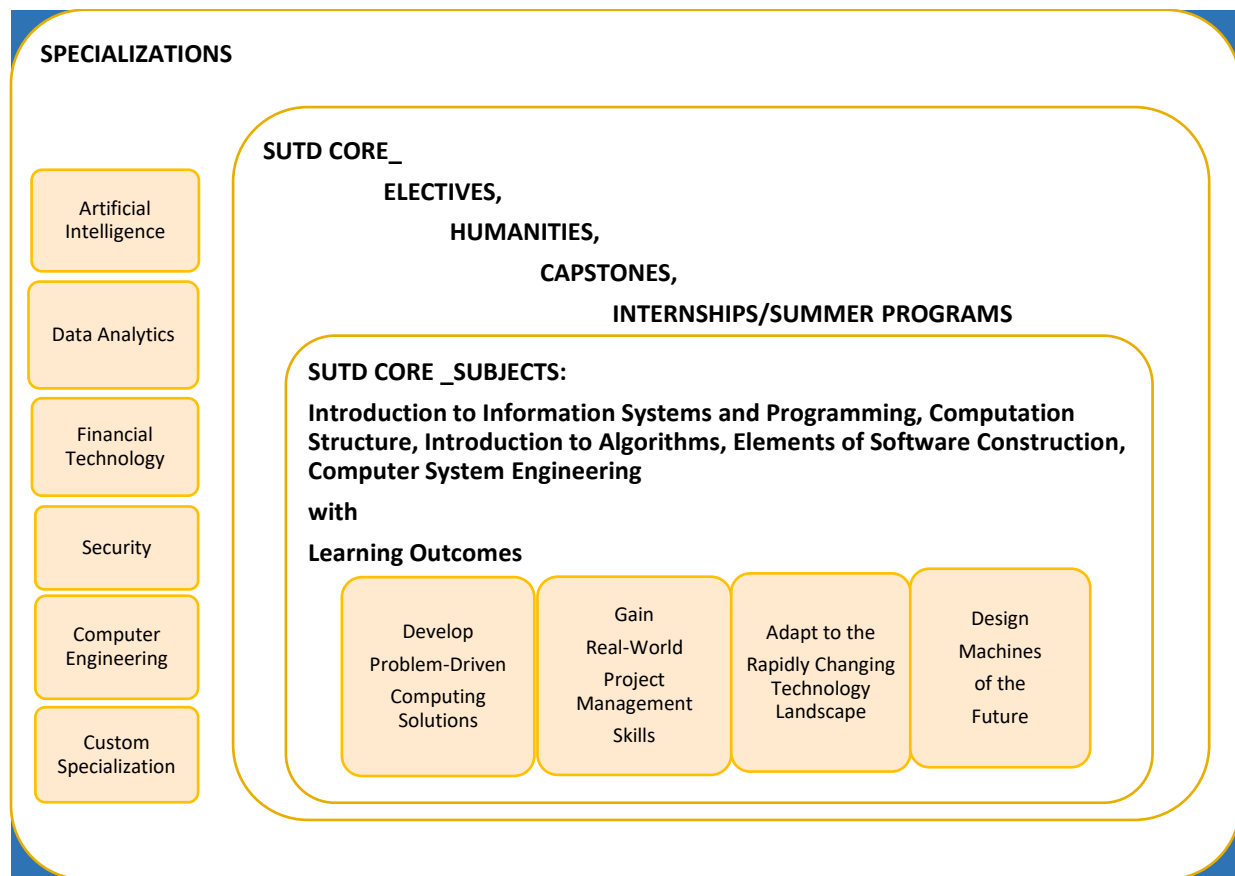 SPECIALIZATIONS
Artificial
Intelligence
Data Analytics
Financial
Technology
Security
Computer
Engineering
Custom
Specialization
SUTD CORE_
ELECTIVES,
HUMANITIES,
CAPSTONES,
INTERNSHIPS/SUMMER PROGRAMS
SUTD CORE _SUBJECTS:
Introduction to Information Systems and Programming, Computation
Structure, Introduction to Algorithms, Elements of Software Construction,
Computer System Engineering
with
Learning Outcomes
Develop
Problem-Driven
Computing
Solutions
Gain
Real-World
Project
Management
Skills
Adapt to the
Rapidly Changing
Technology
Landscape
Design
Machines
of the
Future